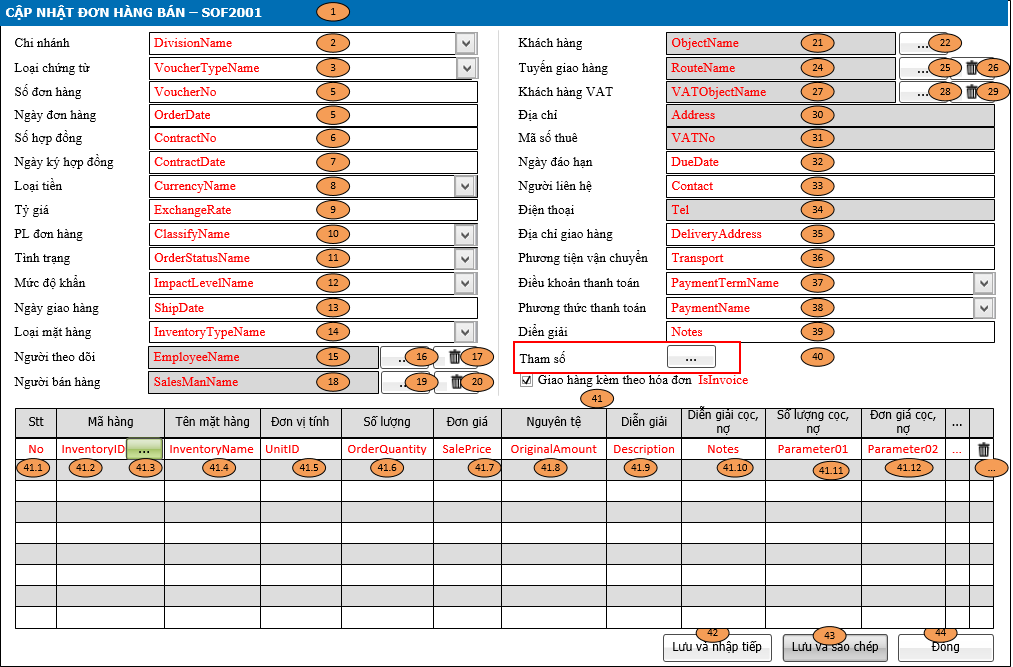 CẬP NHẬT ĐƠN HÀNG BÁN – SOF2001 1
Chi nhánh DivisionName 2
Loại chứng từ VoucherTypeName 3
Số đơn hàng VoucherNo 5
Ngày đơn hàng OrderDate 5
Số hợp đồng ContractNo 6
Ngày ký hợp đồng ContractDate 7
Loại tiền CurrencyName 8
Tỷ giá ExchangeRate 9
PL đơn hàng ClassifyName 10
Tình trạng OrderStatusName 11
Mức độ khẩn ImpactLevelName 12
Ngày giao hàng ShipDate 13
Loại mặt hàng InventoryTypeName 14
Người theo dõi EmployeeName 15 ... 16 17
Người bán hàng SalesManName 18 ... 19 20
Khách hàng ObjectName 21 ... 22
Tuyến giao hàng RouteName 24 ... 25 26
Khách hàng VAT VATObjectName 27 ... 28 29
Địa chỉ Address 30
Mã số thuê VATNo 31
Ngày đáo hạn DueDate 32
Người liên hệ Contact 33
Điện thoại Tel 34
Địa chỉ giao hàng DeliveryAddress 35
Phương tiện vận chuyển Transport 36
Điều khoản thanh toán PaymentTermName 37
Phương thức thanh toán PaymentName 38
Diễn giải Notes 39
Tham số ... 40
Giao hàng kèm theo hóa đơn IsInvoice
41
Stt Mã hàng Tên mặt hàng Đơn vị tính Số lượng Đơn giá Nguyên tệ Diễn giải Diễn giải cọc, nợ Số lượng cọc, nợ Đơn giá cọc, nợ ...
No InventoryID ... InventoryName UnitID OrderQuantity SalePrice OriginalAmount Description Notes Parameter01 Parameter02 ...
41.1 41.2 41.3 41.4 41.5 41.6 41.7 41.8 41.9 41.10 41.11 41.12 ...
42 43 44
Lưu và nhập tiếp Lưu và sao chép Đóng